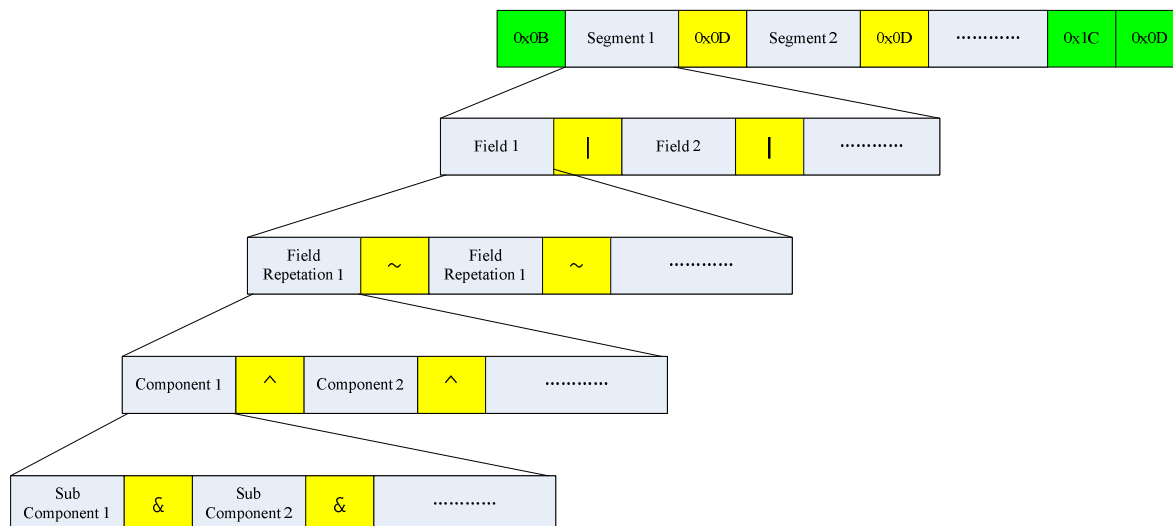 0x0B Segment 1 0x0D Segment 2 0x0D ………… 0x1C 0x0D
Field 1 | Field 2 | …………
Field
Repetation 1 ~ Field
Repetation 1 ~ …………
Component 1 ^ Component 2 ^ …………
Sub
Component 1 & Sub
Component 2 & …………